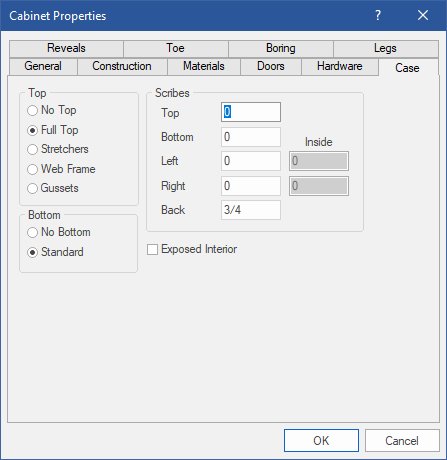 Cabinet Properties ? ×
Reveals Toe Boring Legs
General Construction Materials Doors Hardware Case
Top
No Top
Full Top
Stretchers
Web Frame
Gussets
Bottom
No Bottom
Standard
Scribes
Top 0
Bottom 0
Inside
Left 0 0
Right 0 0
Back 3/4
Exposed Interior
OK Cancel